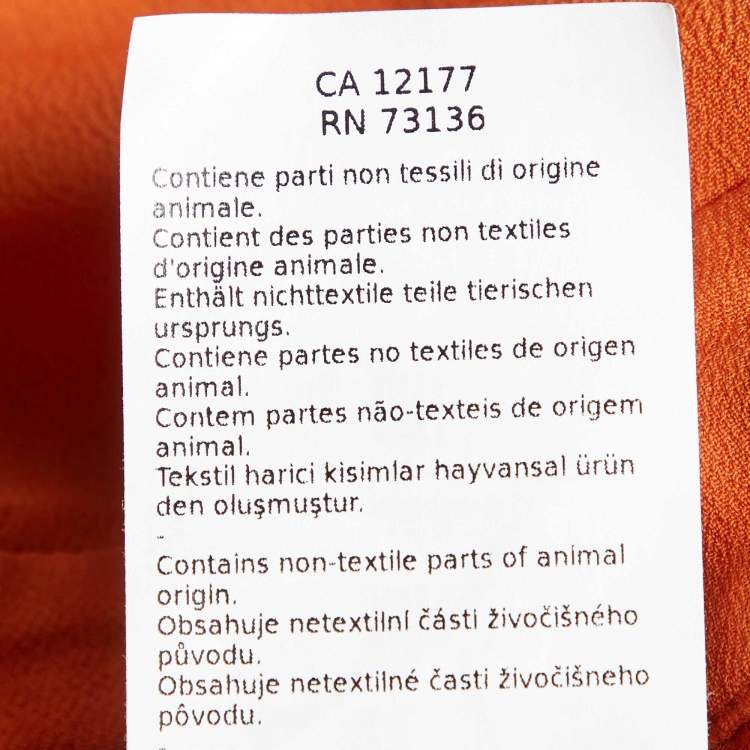 CA 12177
RN 73136
Contiene parti non tessili di origine
animale.
Contient des parties non textiles
d'origine animale.
Enthält nichttextile teile tierischen
ursprungs.
Contiene partes no textiles de origen
animal.
Contem partes não-texteis de origem
animal.
Tekstil harici kisimlar hayvansal ürün
den oluşmuştur.
-
Contains non-textile parts of animal
origin.
Obsahuje netextilní části živočišného
původu.
Obsahuje netextilné časti živočišneho
pôvodu.